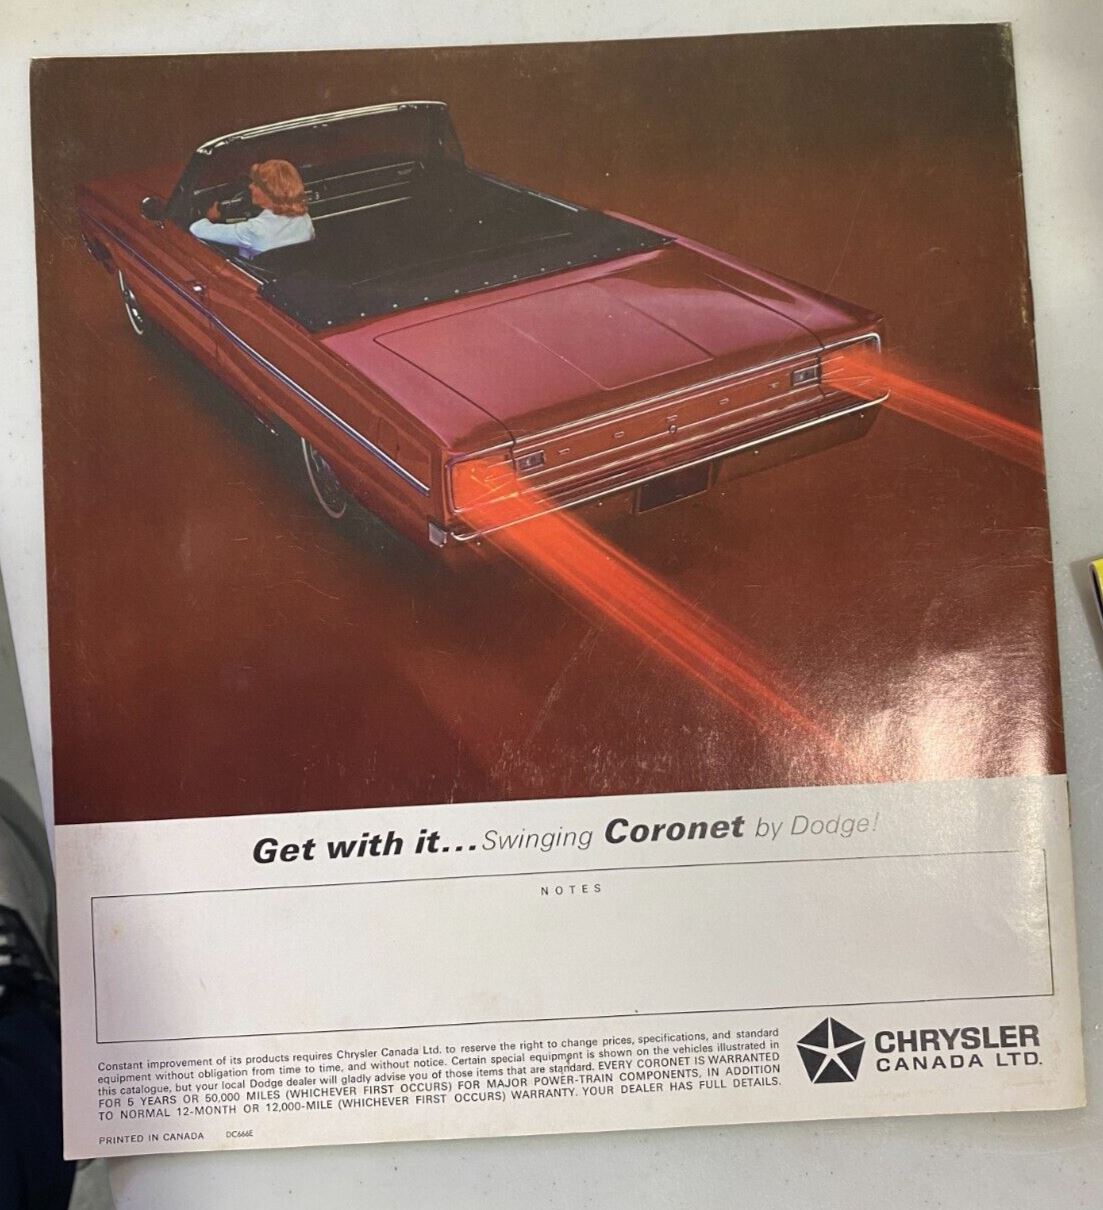 Get with it...Swinging Coronet by Dodge!
NOTES
Constant improvement of its products requires Chrysler Canada Ltd. to reserve the right to change prices, specifications, and standard
equipment without obligation from time to time, and without notice. Certain special equipment is shown on the vehicles illustrated in
this catalogue, but your local Dodge dealer will gladly advise you of those items that are standard. EVERY CORONET IS WARRANTED
FOR 5 YEARS OR 50,000 MILES (WHICHEVER FIRST OCCURS) FOR MAJOR POWER-TRAIN COMPONENTS, IN ADDITION
TO NORMAL 12-MONTH OR 12,000-MILE (WHICHEVER FIRST OCCURS) WARRANTY. YOUR DEALER HAS FULL DETAILS.
CHRYSLER
CANADA LTD.
PRINTED IN CANADA DC666E